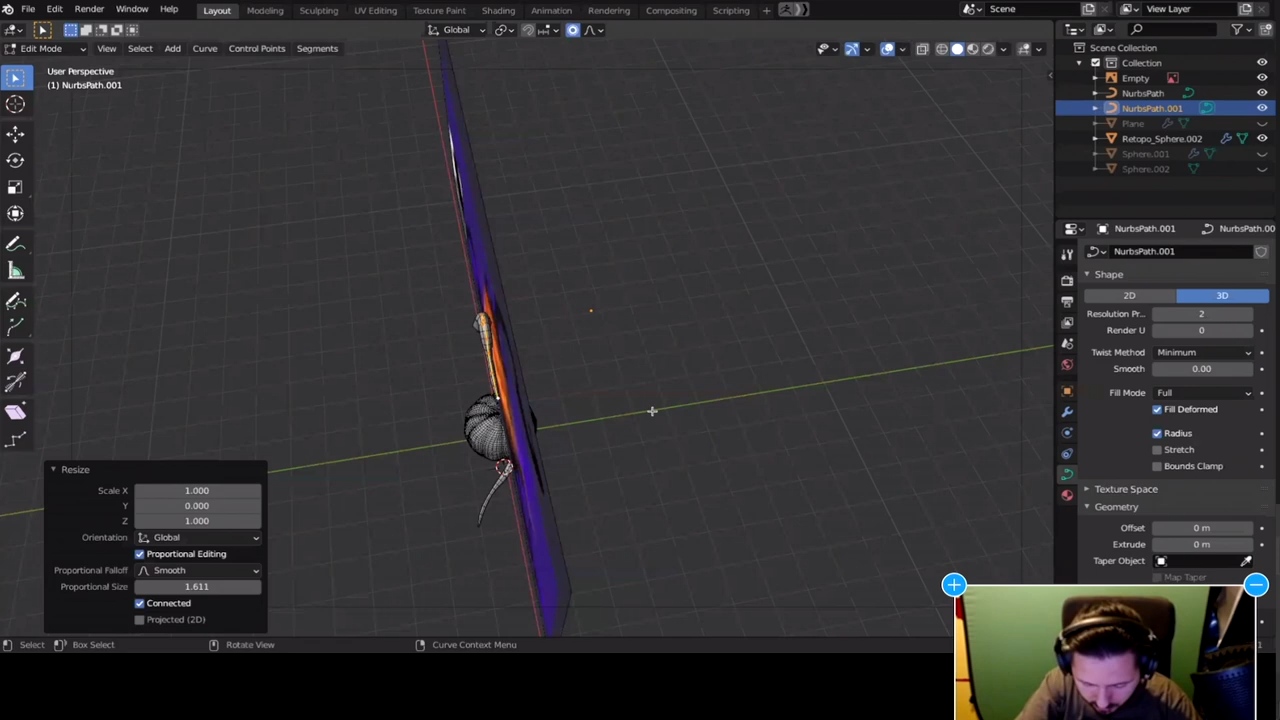 File Edit Render Window Help Layout Modeling Sculpting UV Editing Texture Paint Shading Animation Rendering Compositing Scripting Scene View Layer
Global
Edit Mode View Select Add Curve Control Points Segments
User Perspective
(1) NurbsPath.001
Scene Collection
Collection
Empty
NurbsPath
NurbsPath.001
Plane
Retopo_Sphere.002
Sphere.001
Sphere.002
NurbsPath.001 NurbsPath.00
NurbsPath.001
Shape
2D 3D
Resolution Pr... 2
Render U 0
Twist Method Minimum
Smooth 0.00
Fill Mode Full
Fill Deformed
Radius
Stretch
Bounds Clamp
Texture Space
Geometry
Offset 0 m
Extrude 0 m
Taper Object
Map Taper
Resize
Scale X 1.000
Y 0.000
Z 1.000
Orientation Global
Proportional Editing
Proportional Falloff Smooth
Proportional Size 1.611
Connected
Projected (2D)
Select Box Select Rotate View Curve Context Menu